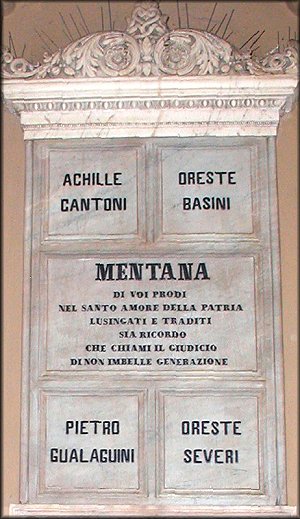 ACHILLE
CANTONI
ORESTE
BASINI
MENTANA
DI VOI PRODI
NEL SANTO AMORE DELLA PATRIA
LUSINGATI E TRADITI
SIA RICORDO
CHE CHIAMI IL GIUDICIO
DI NON IMBELLE GENERAZIONE
PIETRO
GUALAGUINI
ORESTE
SEVERI